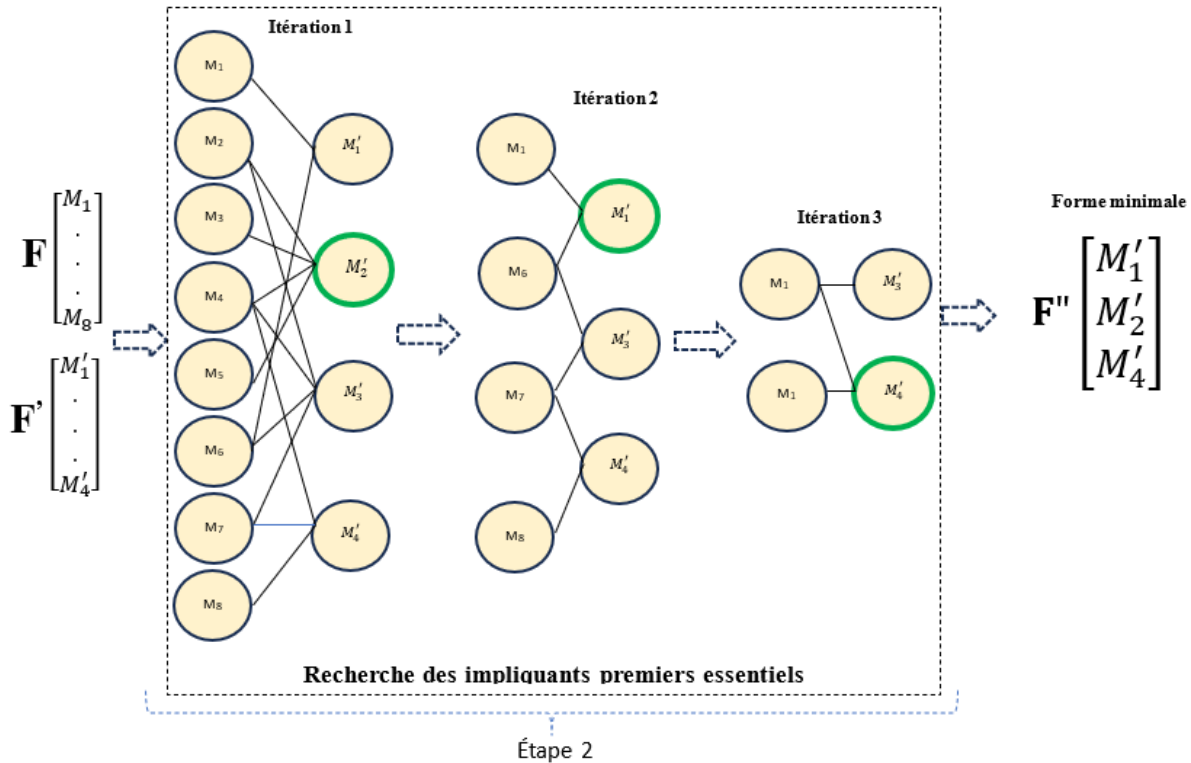 Itération 1
M1
M2
M3
M4
M5
M6
M7
M8
M′1
M′2
M′3
M′4
F
M1
.
.
.
M8
F’
M′1
.
.
.
M′4
Itération 2
M1
M6
M7
M8
M′1
M′3
M′4
Itération 3
M1
M′3
M1
M′4
Forme minimale
F"
M′1
M′2
M′4
Recherche des impliquants premiers essentiels
Étape 2